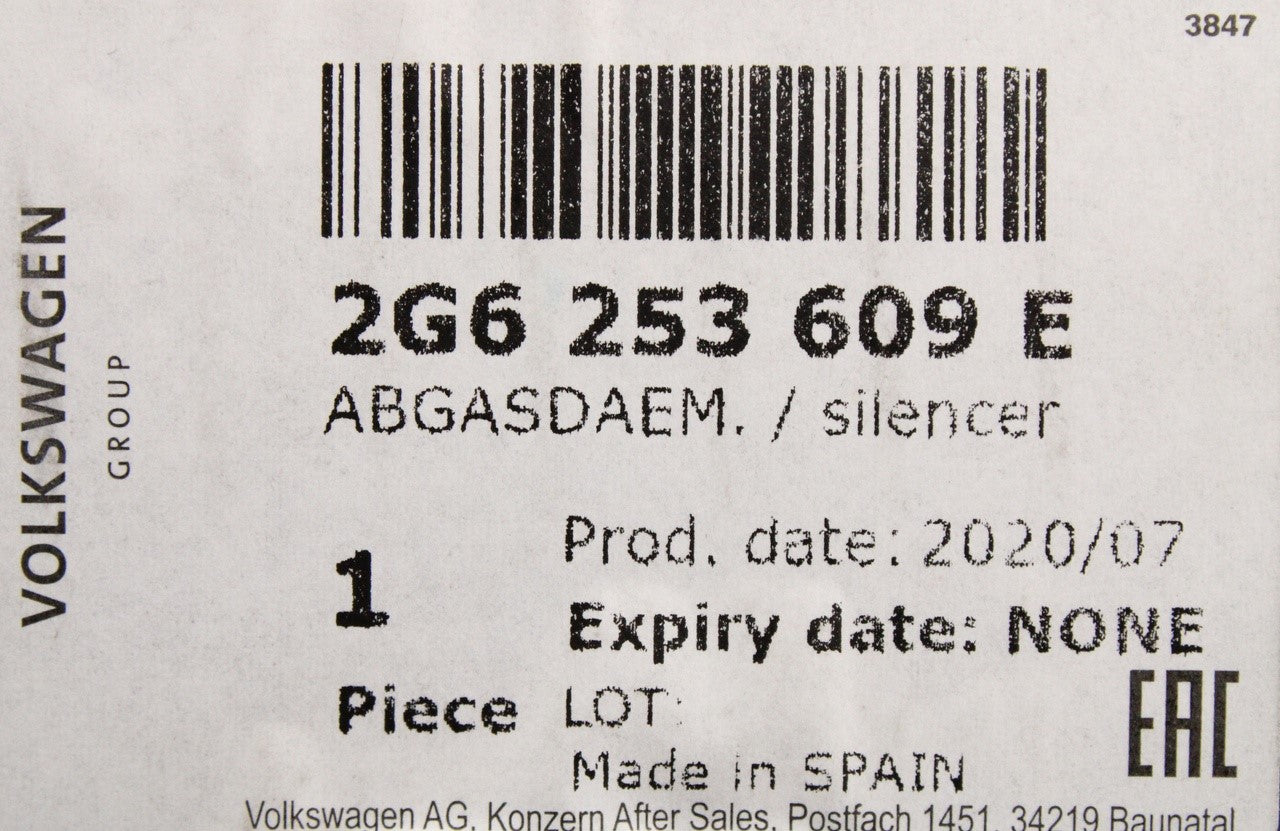 3847
VOLKSWAGEN
GROUP
2G6 253 609 E
ABGASDAEM. / silencer
1
Piece
Prod. date: 2020/07
Expiry date: NONE
LOT:
Made in SPAIN
EAC
Volkswagen AG, Konzern After Sales, Postfach 1451, 34219 Baunatal